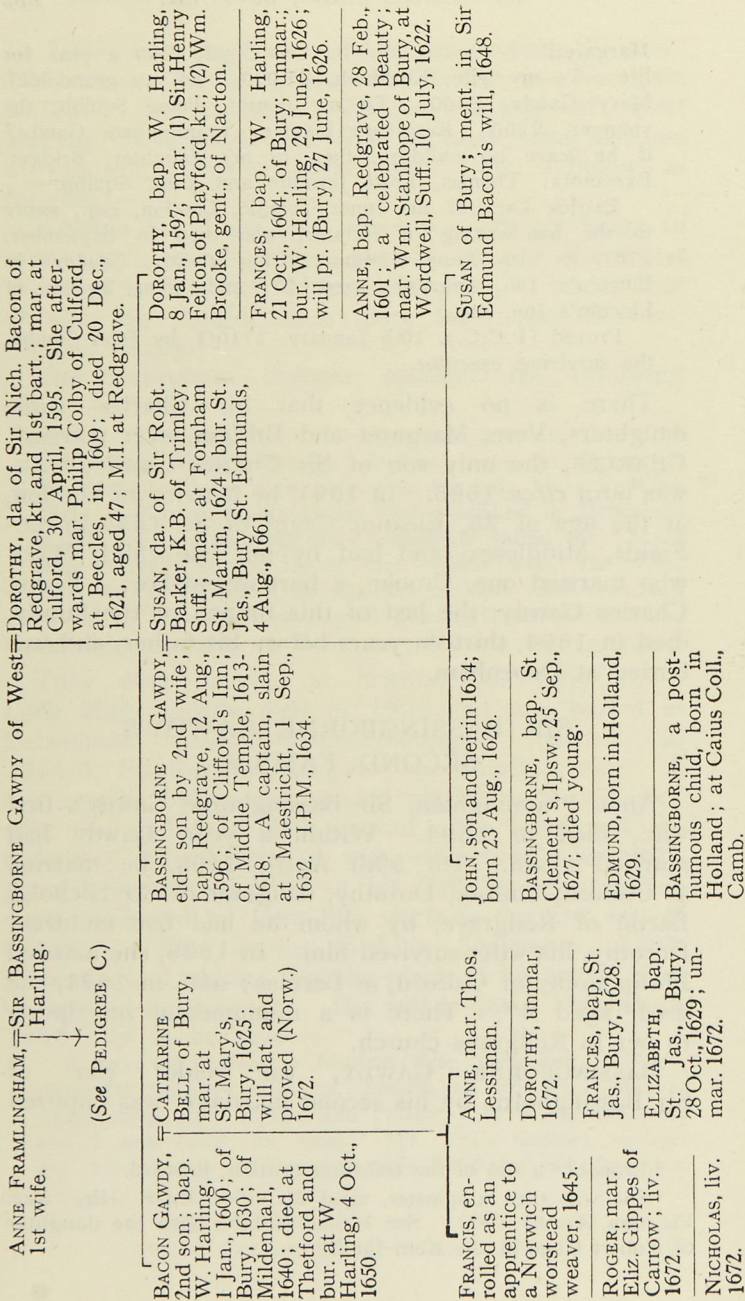 ANNE FRAMLINGHAM,=SIR BASSINGBORNE GAWDY of West=DOROTHY, da. of Sir Nich. Bacon of
1st wife.
Harling.
Redgrave, kt. and 1st bart.; mar. at
Culford, 30 April, 1595. She after-
wards mar. Philip Colby of Culford,
at Beccles, in 1609; died 20 Dec.,
1621, aged 47; M.I. at Redgrave.
(See PEDIGREE C.)
BACON GAWDY,
2nd son; bap.
W. Harling,
1 Jan., 1600; of
Bury, 1630; of
Mildenhall,
1640; died at
Thetford and
bur. at W.
Harling, 4 Oct.,
1650.
=CATHARINE
BELL, of Bury,
mar. at
St. Mary's,
Bury, 1625;
will dat. and
proved (Norw.)
1672.
BASSINGBORNE GAWDY,
eld. son by 2nd wife;
bap. Redgrave, 12 Aug.,
1596; of Clifford's Inn;
of Middle Temple, 1613-
1618. A captain, slain
at Maestricht, 1 Sep.,
1632. I.P.M., 1634.
=SUSAN, da. of Sir Robt.
Barker, K.B. of Trimley,
Suff.; mar. at Fornham
St. Martin, 1624; bur. St.
Jas., Bury St. Edmunds,
4 Aug., 1661.
DOROTHY, bap. W. Harling,
8 Jan., 1597; mar. (1) Sir Henry
Felton of Playford, kt.; (2) Wm.
Brooke, gent., of Nacton.
FRANCES, bap. W. Harling,
21 Oct., 1604; of Bury; unmar.;
bur. W. Harling, 29 June, 1626;
will pr. (Bury) 27 June, 1626.
ANNE, bap. Redgrave, 28 Feb.,
1601; a celebrated beauty;
mar. Wm. Stanhope of Bury, at
Wordwell, Suff., 10 July, 1622.
FRANCIS, en-
rolled as an
apprentice to
a Norwich
worstead
weaver, 1645.
ROGER, mar.
Eliz. Gippes of
Carrow; liv.
1672.
NICHOLAS, liv.
1672.
ANNE, mar. Thos.
Lessiman.
DOROTHY, unmar,
1672.
FRANCES, bap, St.
Jas., Bury, 1628.
ELIZABETH, bap.
St. Jas., Bury,
28 Oct., 1629; un-
mar. 1672.
JOHN, son and heir in 1634;
born 23 Aug., 1626.
BASSINGBORNE, bap. St.
Clement's, Ipsw., 25 Sep.,
1627; died young.
EDMUND, born in Holland,
1629.
BASSINGBORNE, a post-
humous child, born in
Holland; at Caius Coll.,
Camb.
SUSAN of Bury; ment. in Sir
Edmund Bacon's will, 1648.